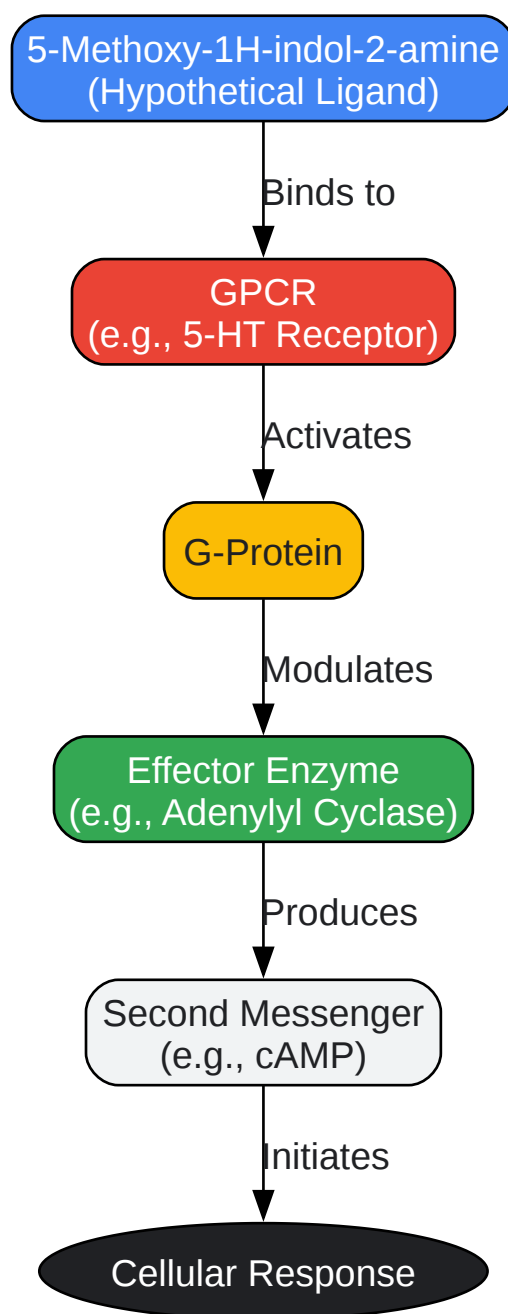 5-Methoxy-1H-indol-2-amine
(Hypothetical Ligand)
Binds to
GPCR
(e.g., 5-HT Receptor)
Activates
G-Protein
Modulates
Effector Enzyme
(e.g., Adenylyl Cyclase)
Produces
Second Messenger
(e.g., cAMP)
Initiates
Cellular Response